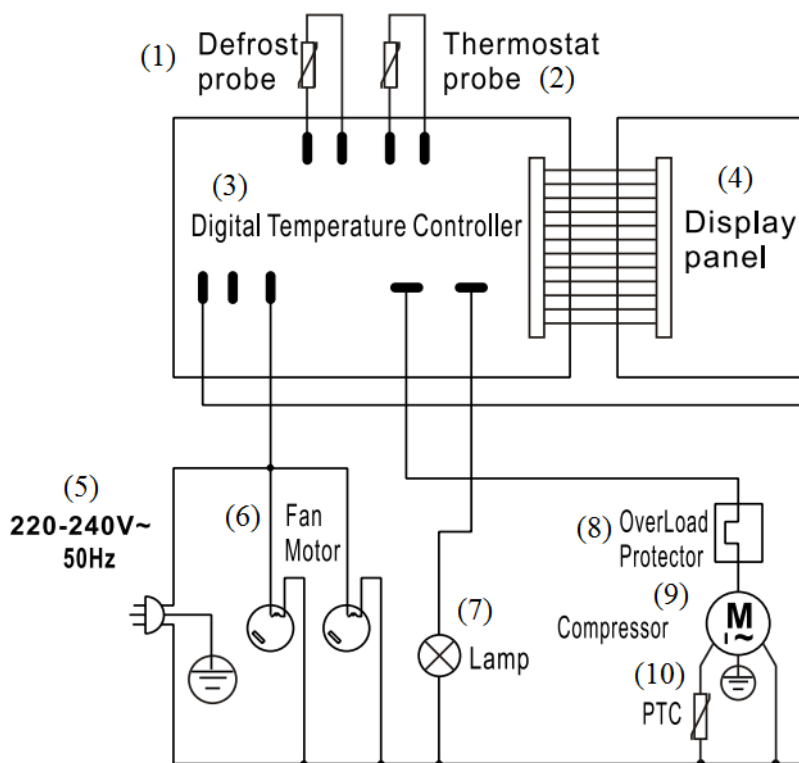 (1) Defrost
probe
Thermostat
probe (2)
(3)
Digital Temperature Controller
(4)
Display
panel
(5)
220-240V~
50Hz
(6) Fan
Motor
(7)
Lamp
(8) OverLoad
Protector
(9)
Compressor
M
I~
(10)
PTC